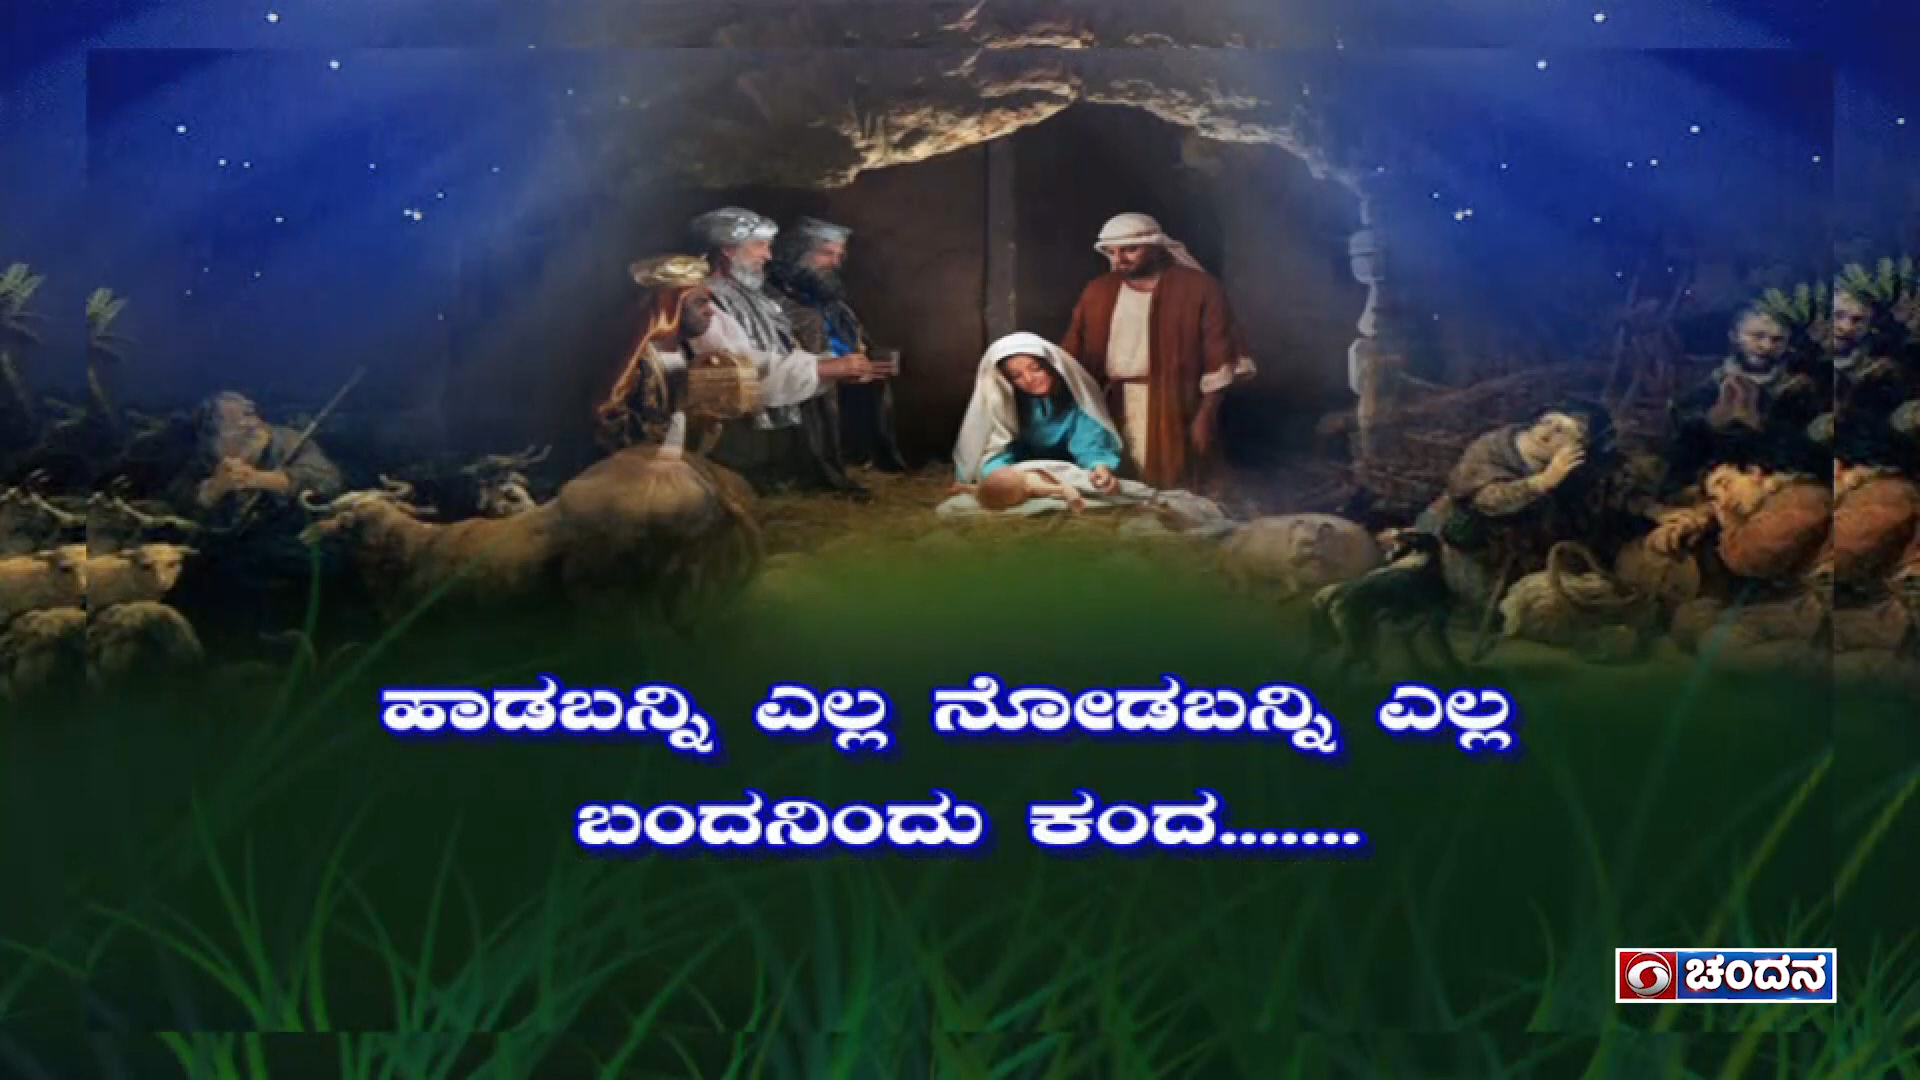 ಹಾಡಬನ್ನಿ ಎಲ್ಲ ನೋಡಬನ್ನಿ ಎಲ್ಲ
ಬಂದನಿಂದು ಕಂದ.......
ಚಂದನ